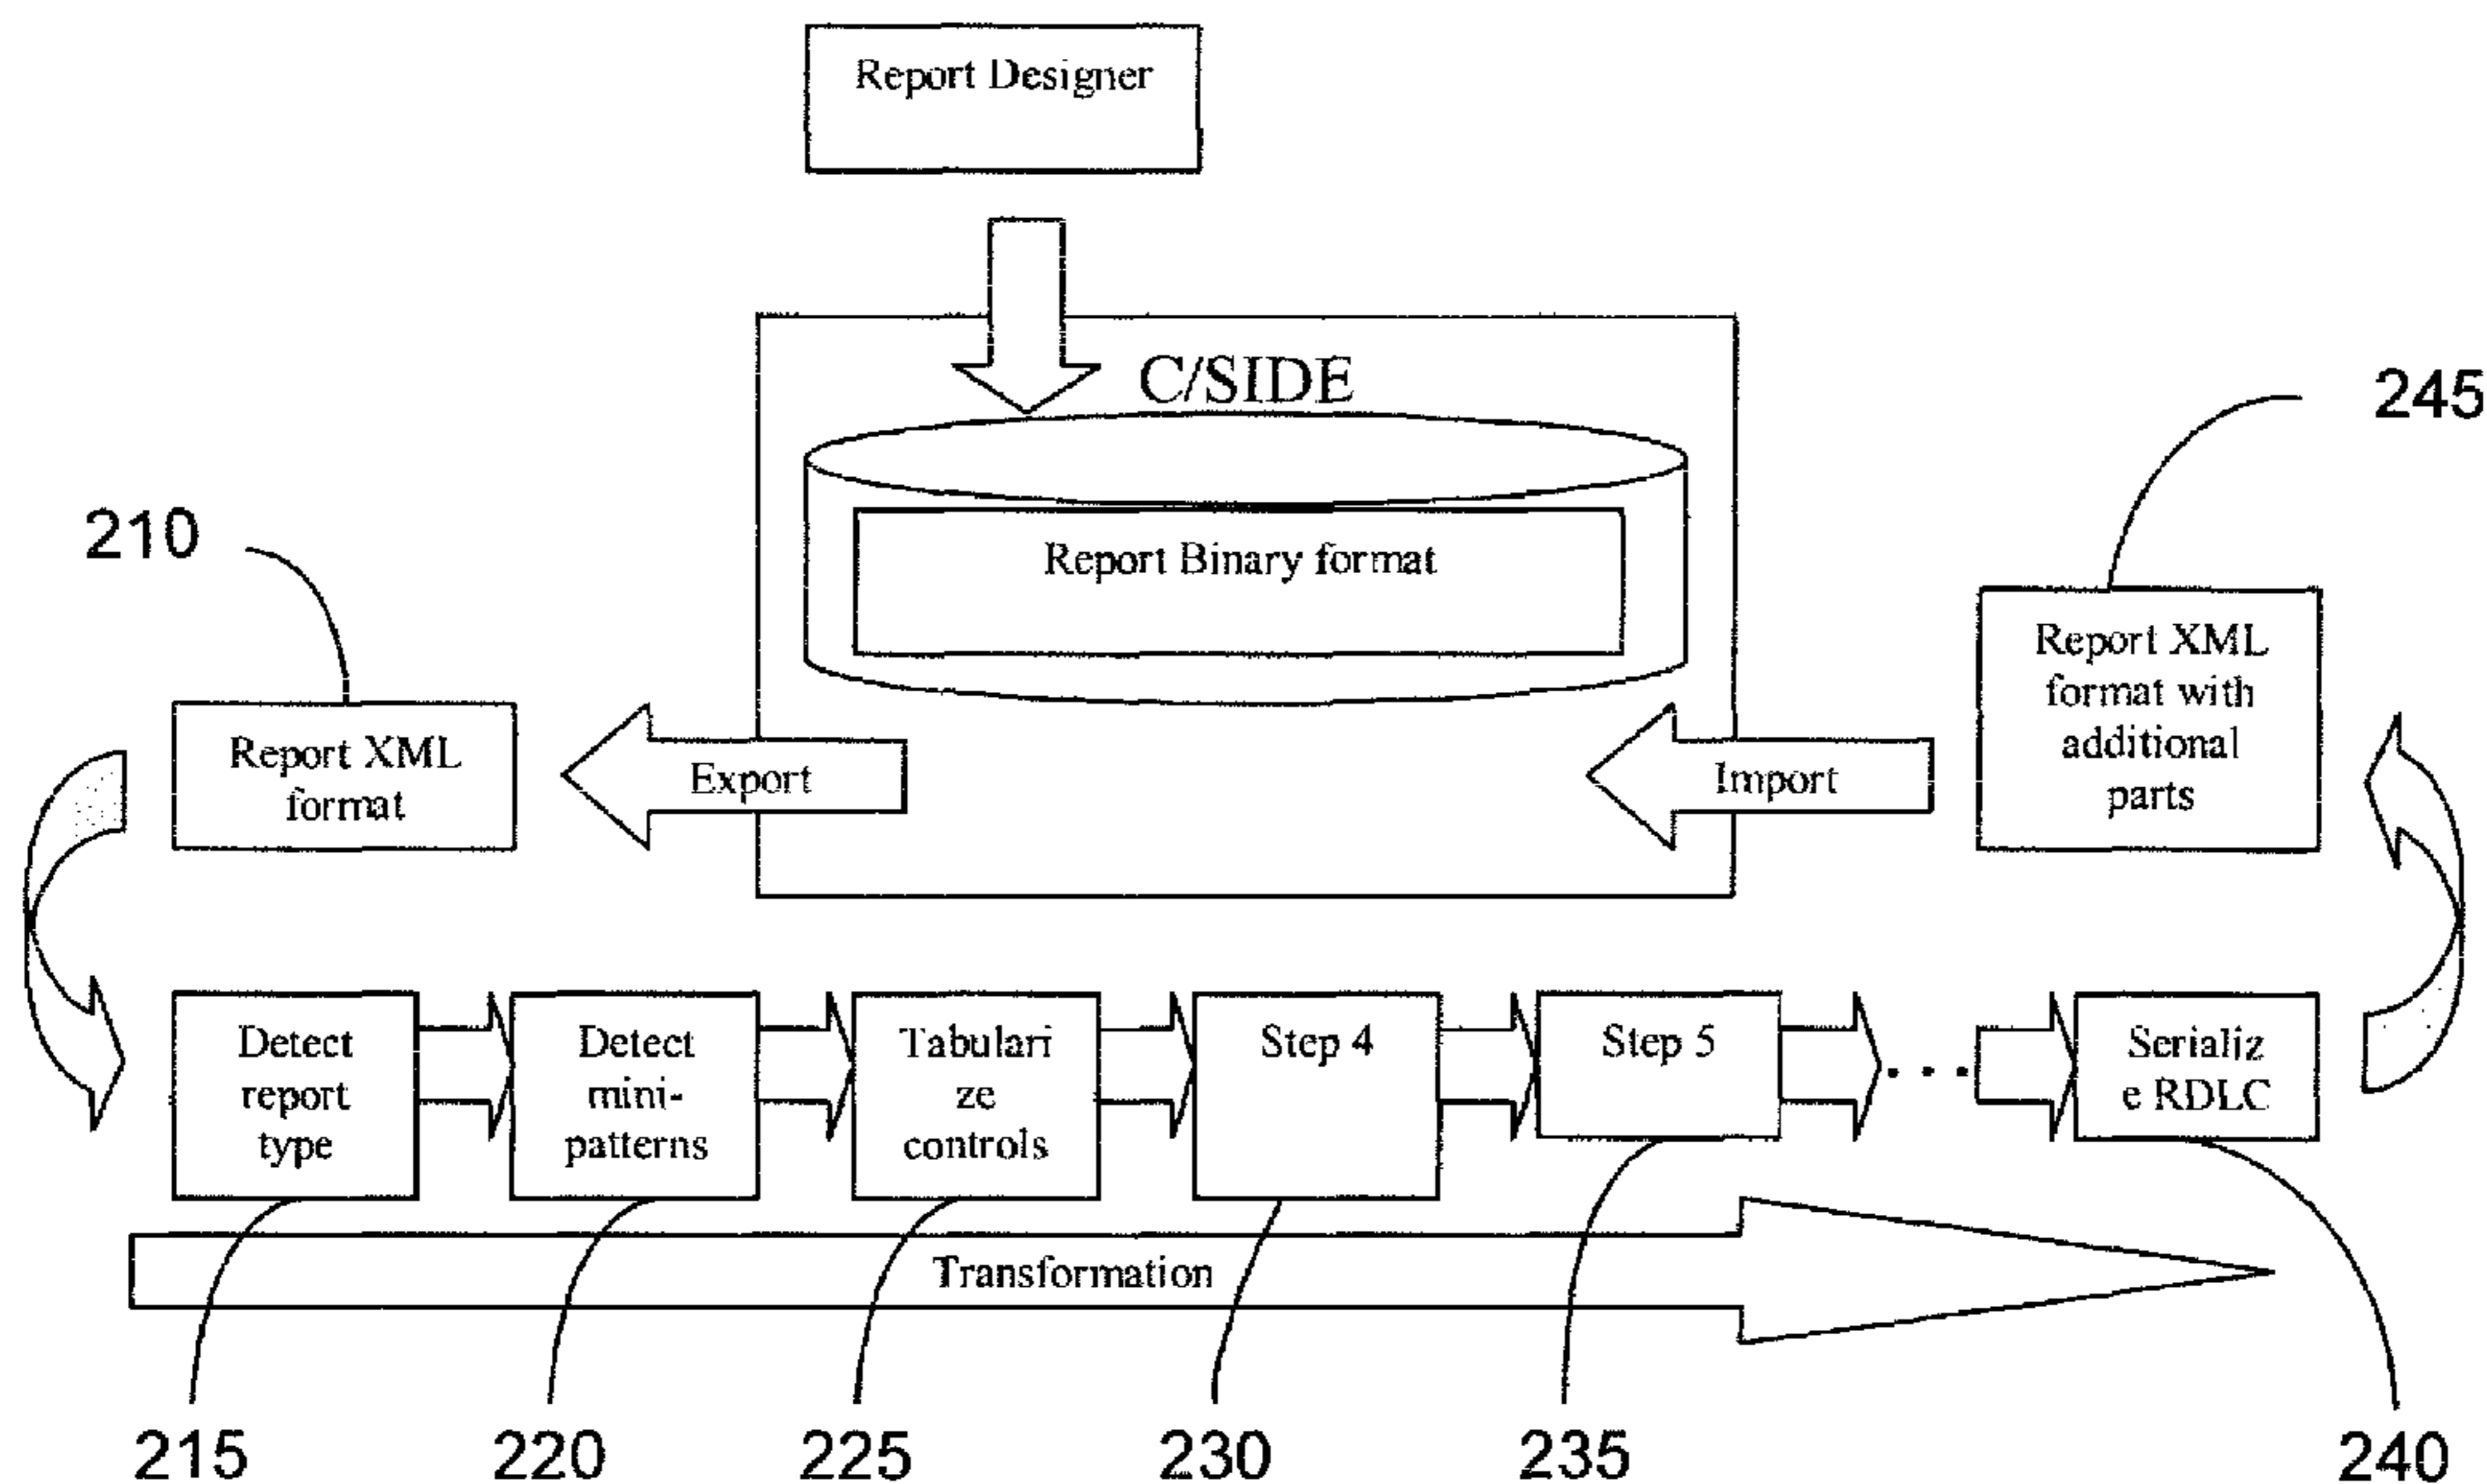 Report Designer
C/SIDE
245
210
Report Binary format
Report XML
format with
additional
parts
Report XML
format
Export
Import
Detect
report
type
Detect
mini-
patterns
Tabulari
ze
controls
Step 4
Step 5
...
Serializ
e RDLC
Transformation
215
220
225
230
235
240